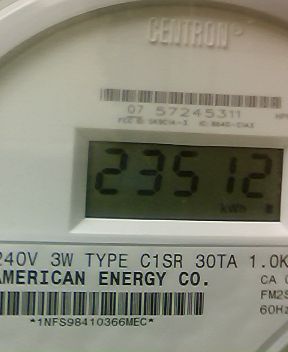 CENTRON
07 57245311
23512
kWh
240V 3W TYPE C1SR 30TA 1.0K
AMERICAN ENERGY CO.
CA
FM2S
60Hz
*1NFS98410366MEC*